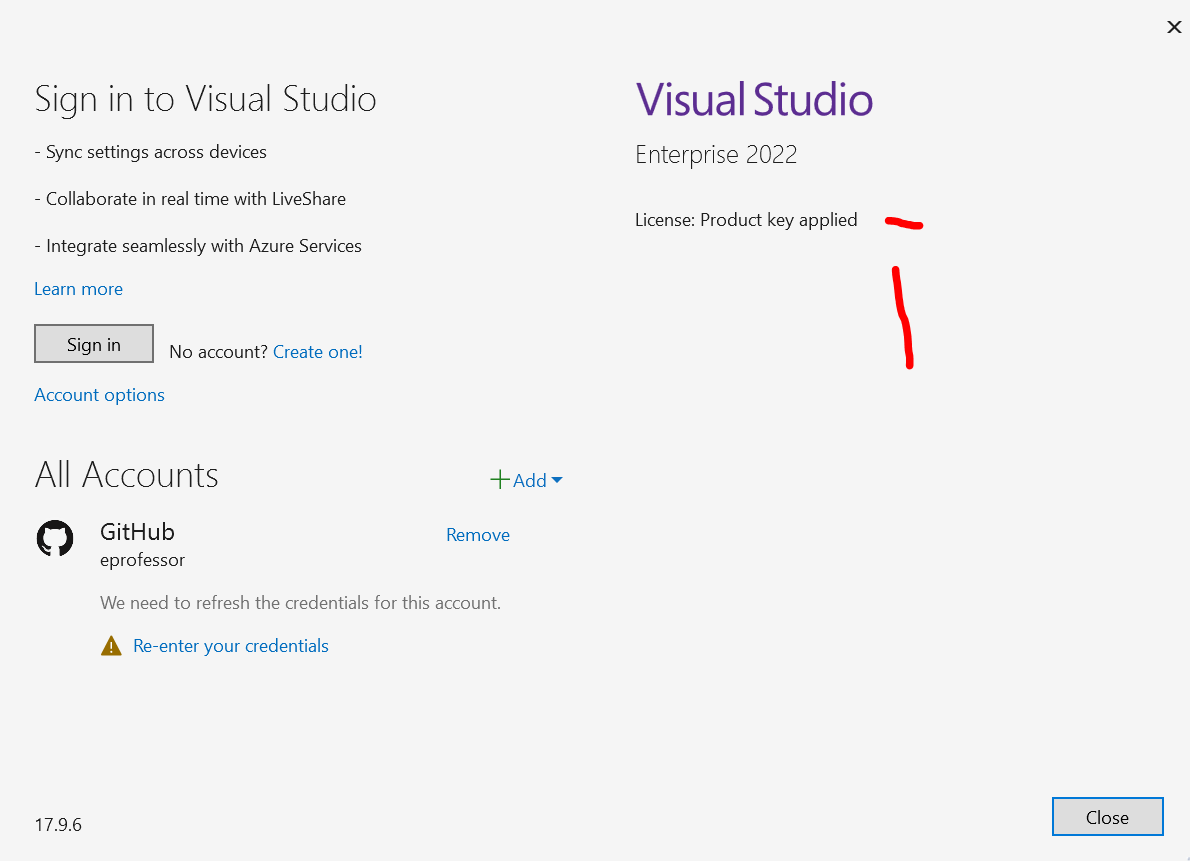 Sign in to Visual Studio
- Sync settings across devices
- Collaborate in real time with LiveShare
- Integrate seamlessly with Azure Services
Learn more
Sign in
No account? Create one!
Account options
All Accounts
Add
GitHub
Remove
eprofessor
We need to refresh the credentials for this account.
Re-enter your credentials
17.9.6
Visual Studio
Enterprise 2022
License: Product key applied
Close